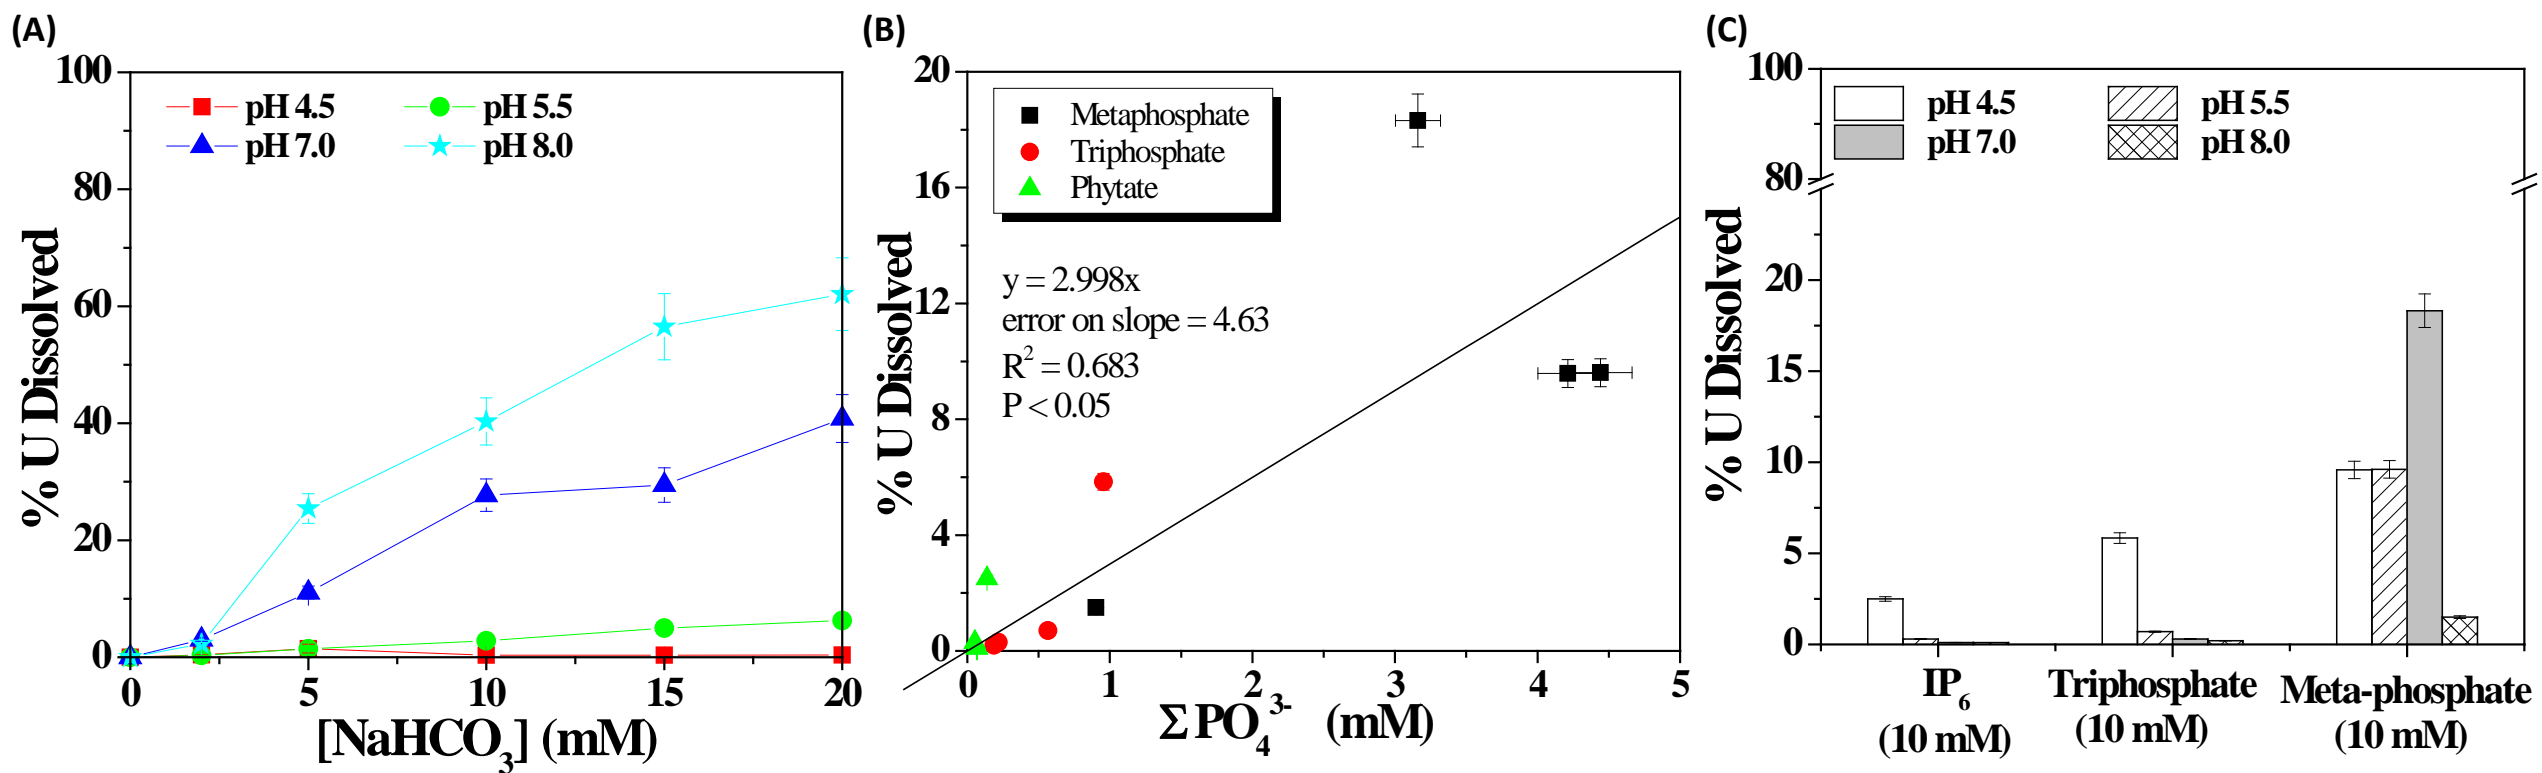 (A)
100
80
60
40
20
0
% U Dissolved
pH 4.5
pH 5.5
pH 7.0
pH 8.0
0 5 10 15 20
[NaHCO₃] (mM)
(B)
20
16
12
8
4
0
% U Dissolved
Metaphosphate
Triphosphate
Phytate
y = 2.998x
error on slope = 4.63
R² = 0.683
P < 0.05
0 1 2 3 4 5
Σ PO₄³⁻ (mM)
(C)
100
80
20
15
10
5
0
% U Dissolved
pH 4.5
pH 5.5
pH 7.0
pH 8.0
IP₆
(10 mM)
Triphosphate
(10 mM)
Meta-phosphate
(10 mM)